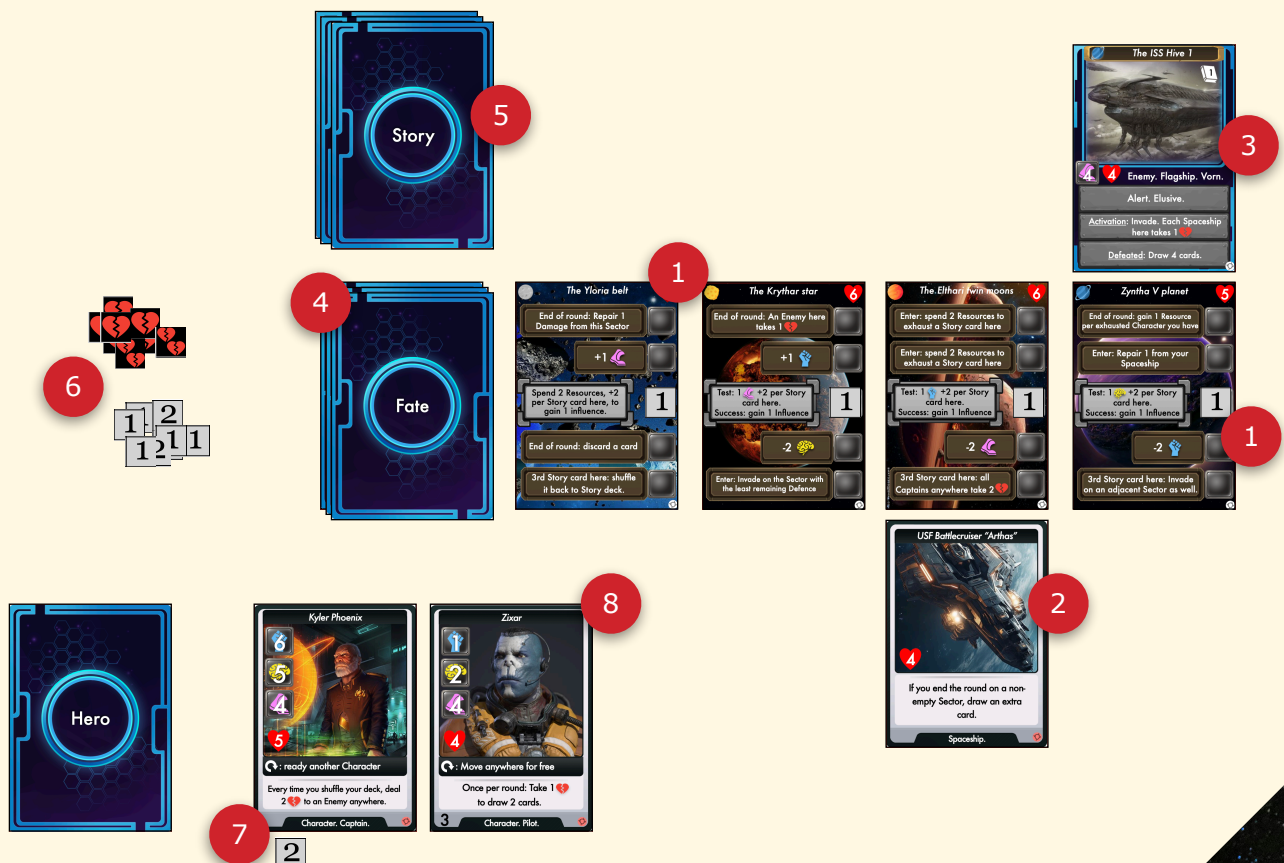 Story
5
The ISS Hive 1
1
3
4
4
Enemy. Flagship. Vorn.
Alert. Elusive.
Activation: Invade. Each Spaceship
here takes 1
Defeated: Draw 4 cards.
6
1
2
1
1
2
1
4
Fate
1
The Yloria belt
End of round: Repair 1
Damage from this Sector
+1
Spend 2 Resources, +2
per Story card here, to
gain 1 influence.
1
End of round: discard a card
3rd Story card here: shuffle
it back to Story deck.
The Krythar star
6
End of round: An Enemy here
takes 1
+1
Test: 1 +2 per Story
card here.
Success: gain 1 Influence
1
-2
Enter: Invade on the Sector with
the least remaining Defence
The Elthari twin moons
6
Enter: spend 2 Resources to
exhaust a Story card here
Enter: spend 2 Resources to
exhaust a Story card here
Test: 1 +2 per Story
card here.
Success: gain 1 Influence
1
-2
3rd Story card here: all
Captains anywhere take 2
Zyntha V planet
5
End of round: gain 1 Resource
per exhausted Character you have
Enter: Repair 1 from your
Spaceship
Test: 1 +2 per Story
card here.
Success: gain 1 Influence
1
1
-2
3rd Story card here: Invade
on an adjacent Sector as well.
USF Battlecruiser "Arthas"
2
4
If you end the round on a non-
empty Sector, draw an extra
card.
Spaceship.
Hero
Kyler Phoenix
6
5
4
5
: ready another Character
Every time you shuffle your deck, deal
2 to an Enemy anywhere.
Character. Captain.
7
2
Zixar
8
1
2
4
4
: Move anywhere for free
Once per round: Take 1
to draw 2 cards.
3
Character. Pilot.